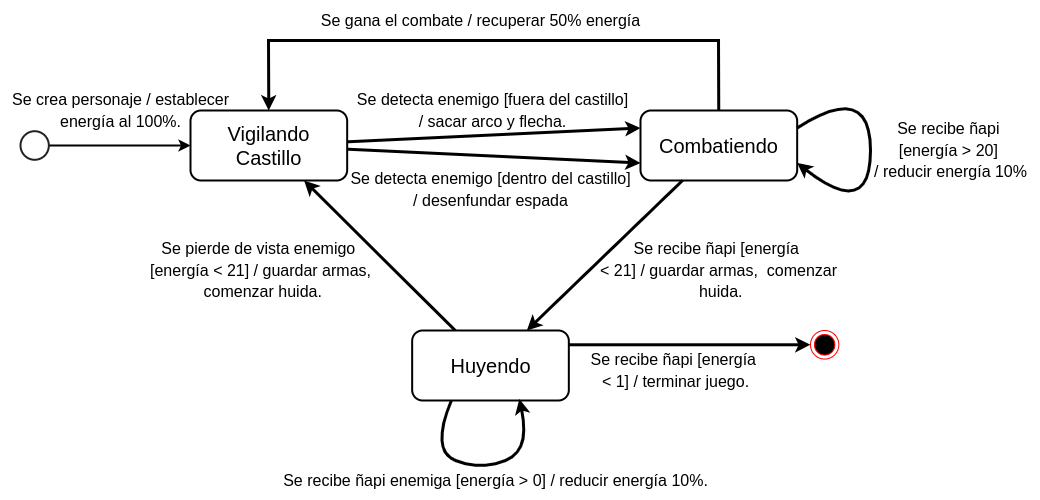 Se gana el combate / recuperar 50% energía
Se crea personaje / establecer
energía al 100%.
Se detecta enemigo [fuera del castillo]
/ sacar arco y flecha.
Vigilando
Castillo
Combatiendo
Se recibe ñapi
[energía > 20]
/ reducir energía 10%
Se detecta enemigo [dentro del castillo]
/ desenfundar espada
Se pierde de vista enemigo
[energía < 21] / guardar armas,
comenzar huida.
Se recibe ñapi [energía
< 21] / guardar armas,  comenzar
huida.
Huyendo
Se recibe ñapi [energía
< 1] / terminar juego.
Se recibe ñapi enemiga [energía > 0] / reducir energía 10%.